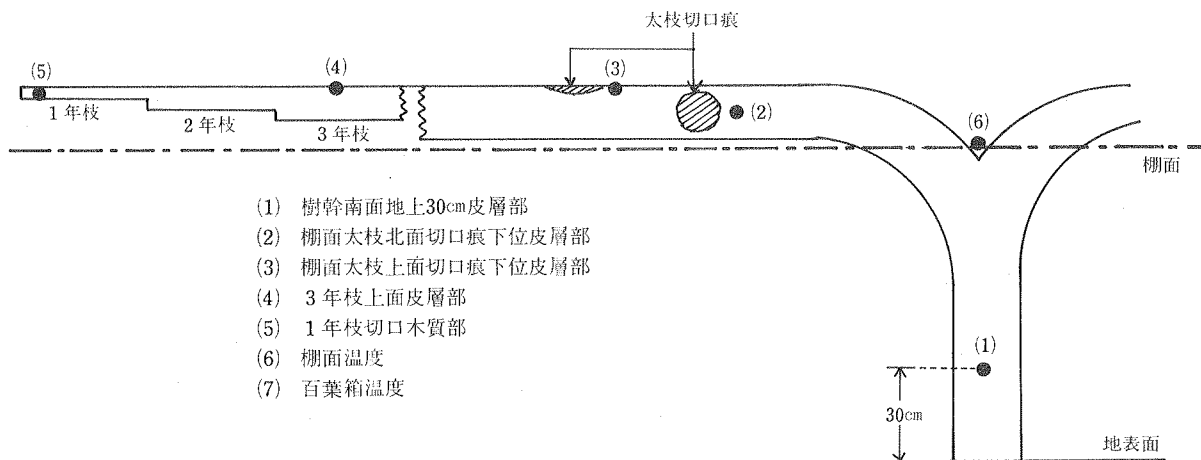 太枝切口痕
(5)
(4)
(3)
(2)
(6)
1年枝
2年枝
3年枝
棚面
(1) 樹幹南面地上30cm皮層部
(2) 棚面太枝北面切口痕下位皮層部
(3) 棚面太枝上面切口痕下位皮層部
(4) 3年枝上面皮層部
(5) 1年枝切口木質部
(6) 棚面温度
(7) 百葉箱温度
(1)
30cm
地表面